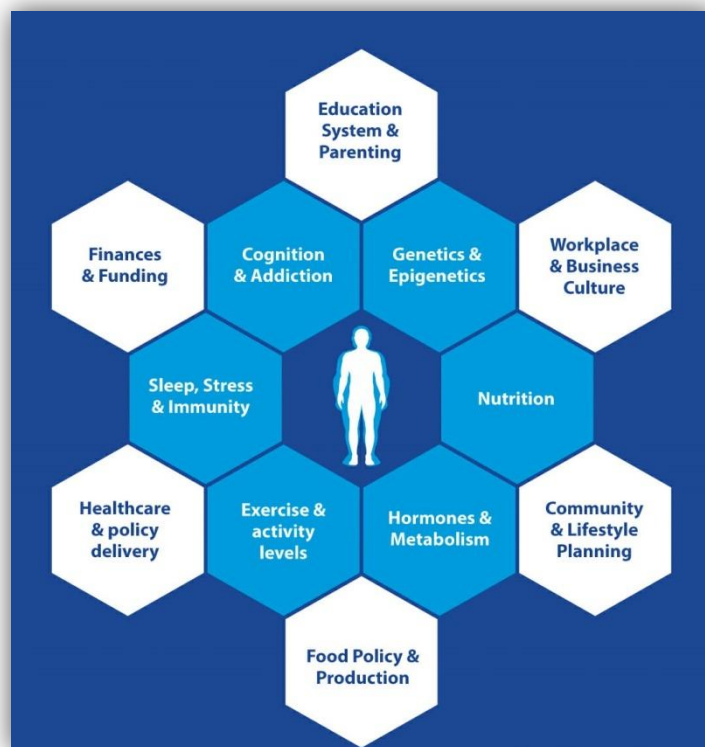 Education
System &
Parenting
Finances
& Funding
Cognition
& Addiction
Genetics &
Epigenetics
Workplace
& Business
Culture
Sleep, Stress
& Immunity
Nutrition
Healthcare
& policy
delivery
Exercise &
activity
levels
Hormones &
Metabolism
Community
& Lifestyle
Planning
Food Policy &
Production